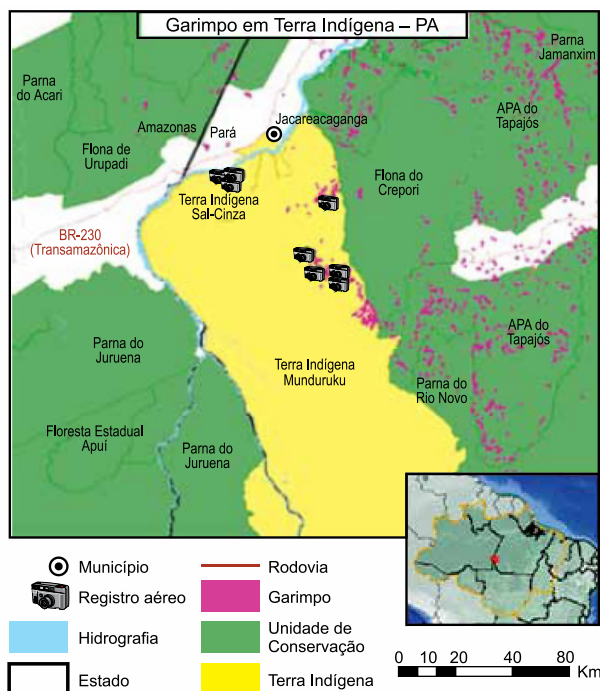 Garimpo em Terra Indígena – PA
Parna
Jamanxim
Parna
do Acari
APA do
Tapajós
Amazonas
Pará
Jacareacaganga
Flona de
Urupadi
Flona do
Crepori
Terra Indígena
Sal-Cinza
BR-230
(Transamazônica)
APA do
Tapajós
Parna do
Juruena
Terra Indígena
Munduruku
Parna do
Rio Novo
Floresta Estadual
Apuí
Parna do
Juruena
Município
Rodovia
Registro aéreo
Garimpo
Hidrografia
Unidade de
Conservação
Estado
Terra Indígena
0 10 20 40 60 80
Km